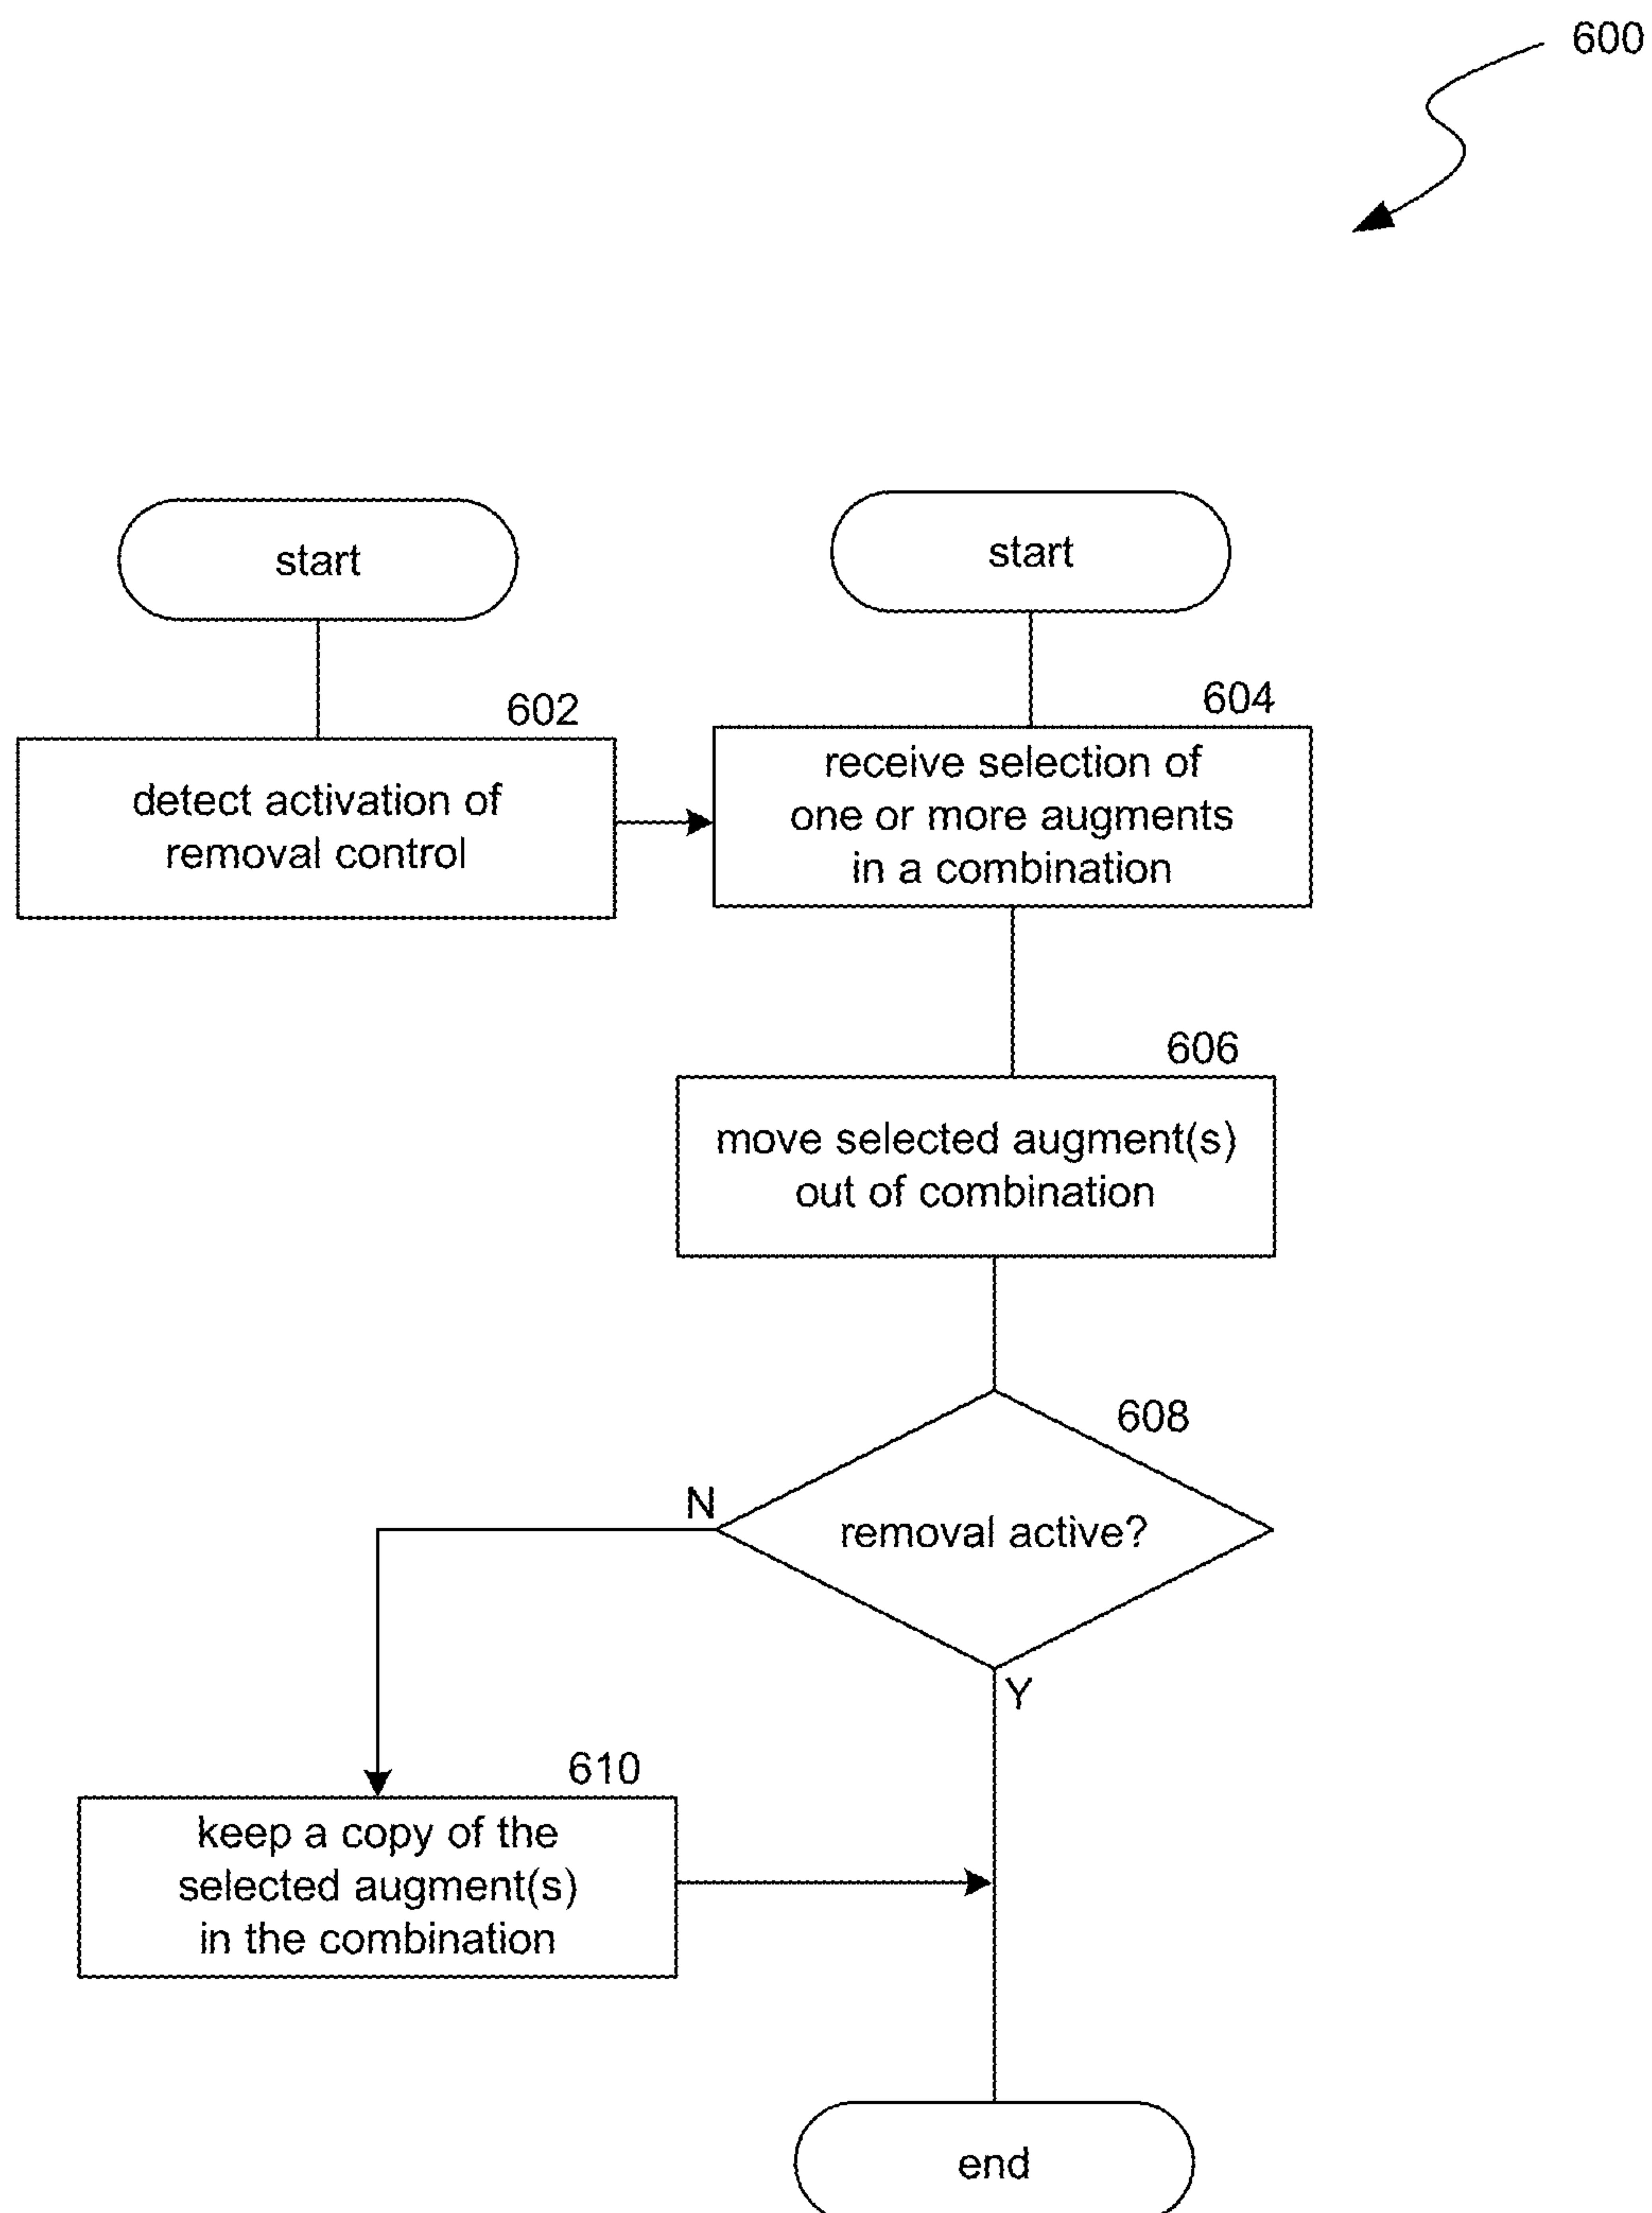 600
start
start
602
604
detect activation of
removal control
receive selection of
one or more augments
in a combination
606
move selected augment(s)
out of combination
608
N
removal active?
Y
610
keep a copy of the
selected augment(s)
in the combination
end